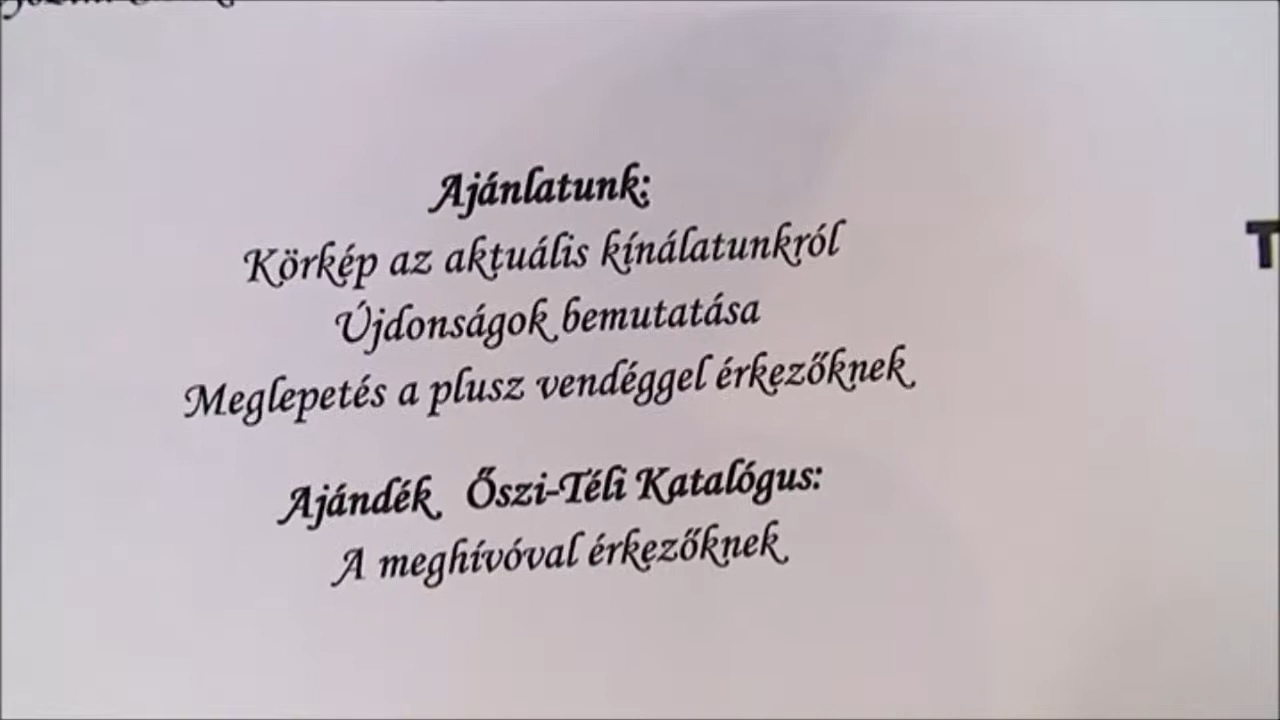 Ajánlatunk:
Körkép az aktuális kínálatunkról
Újdonságok bemutatása
Meglepetés a plusz vendéggel érkezőknek
Ajándék Őszi-Téli Katalógus:
A meghívóval érkezőknek
T